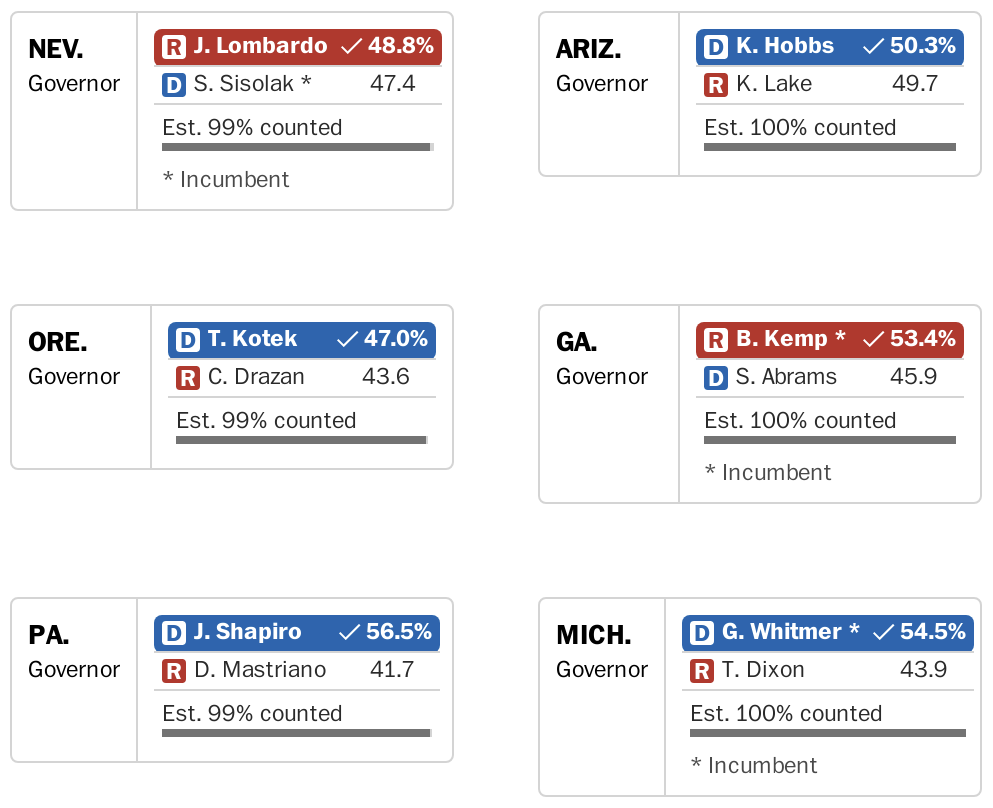 NEV.
Governor
R J. Lombardo ✓ 48.8%
D S. Sisolak * 47.4
Est. 99% counted
* Incumbent
ARIZ.
Governor
D K. Hobbs ✓ 50.3%
R K. Lake 49.7
Est. 100% counted
ORE.
Governor
D T. Kotek ✓ 47.0%
R C. Drazan 43.6
Est. 99% counted
GA.
Governor
R B. Kemp * ✓ 53.4%
D S. Abrams 45.9
Est. 100% counted
* Incumbent
PA.
Governor
D J. Shapiro ✓ 56.5%
R D. Mastriano 41.7
Est. 99% counted
MICH.
Governor
D G. Whitmer * ✓ 54.5%
R T. Dixon 43.9
Est. 100% counted
* Incumbent